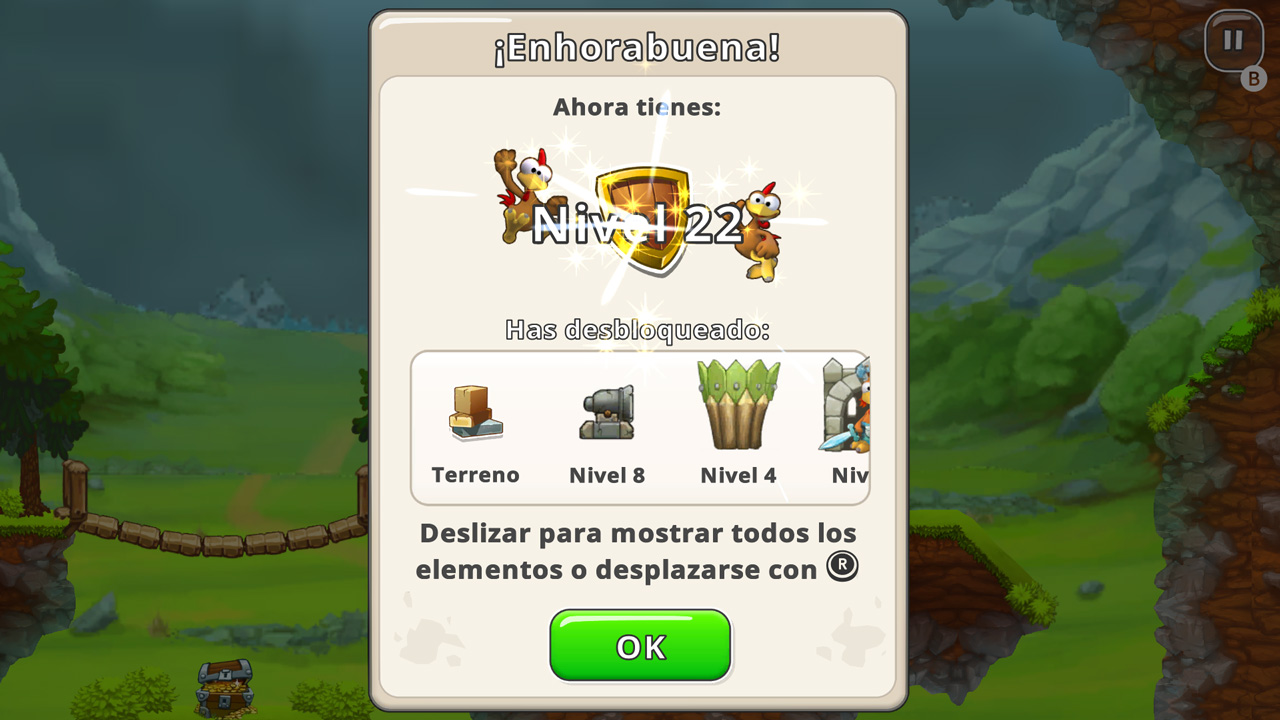 ¡Enhorabuena!
B
Ahora tienes:
Nivel 22
Has desbloqueado:
Terreno
Nivel 8
Nivel 4
Niv
Deslizar para mostrar todos los
elementos o desplazarse con R
OK